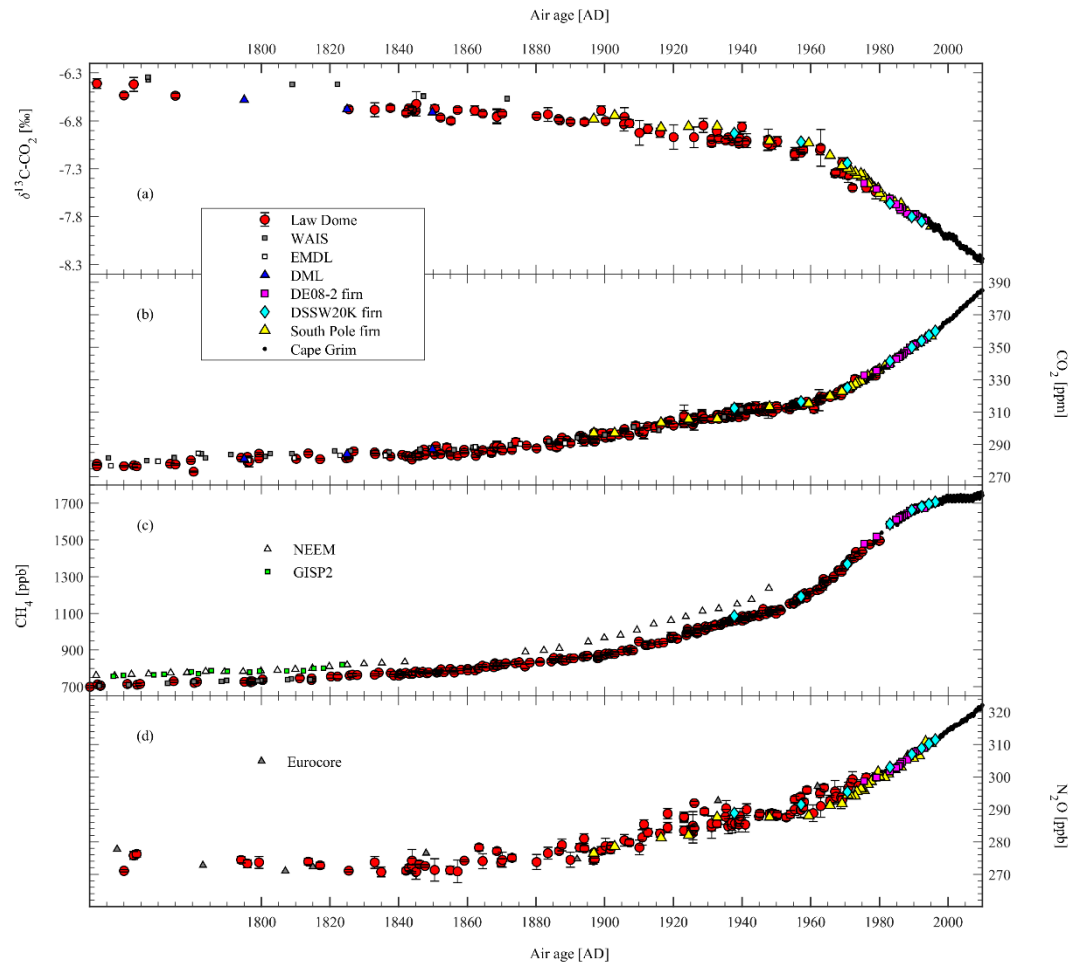 Air age [AD]
1800 1820 1840 1860 1880 1900 1920 1940 1960 1980 2000
-6.3
-6.8
-7.3
-7.8
-8.3
δ¹³C-CO₂ [‰]
(a)
Law Dome
WAIS
EMDL
DML
DE08-2 firn
DSSW20K firn
South Pole firn
Cape Grim
(b)
390
370
350
330
310
290
270
CO₂ [ppm]
1700
1500
1300
1100
900
700
CH₄ [ppb]
(c)
NEEM
GISP2
(d)
Eurocore
320
310
300
290
280
270
N₂O [ppb]
1800 1820 1840 1860 1880 1900 1920 1940 1960 1980 2000
Air age [AD]